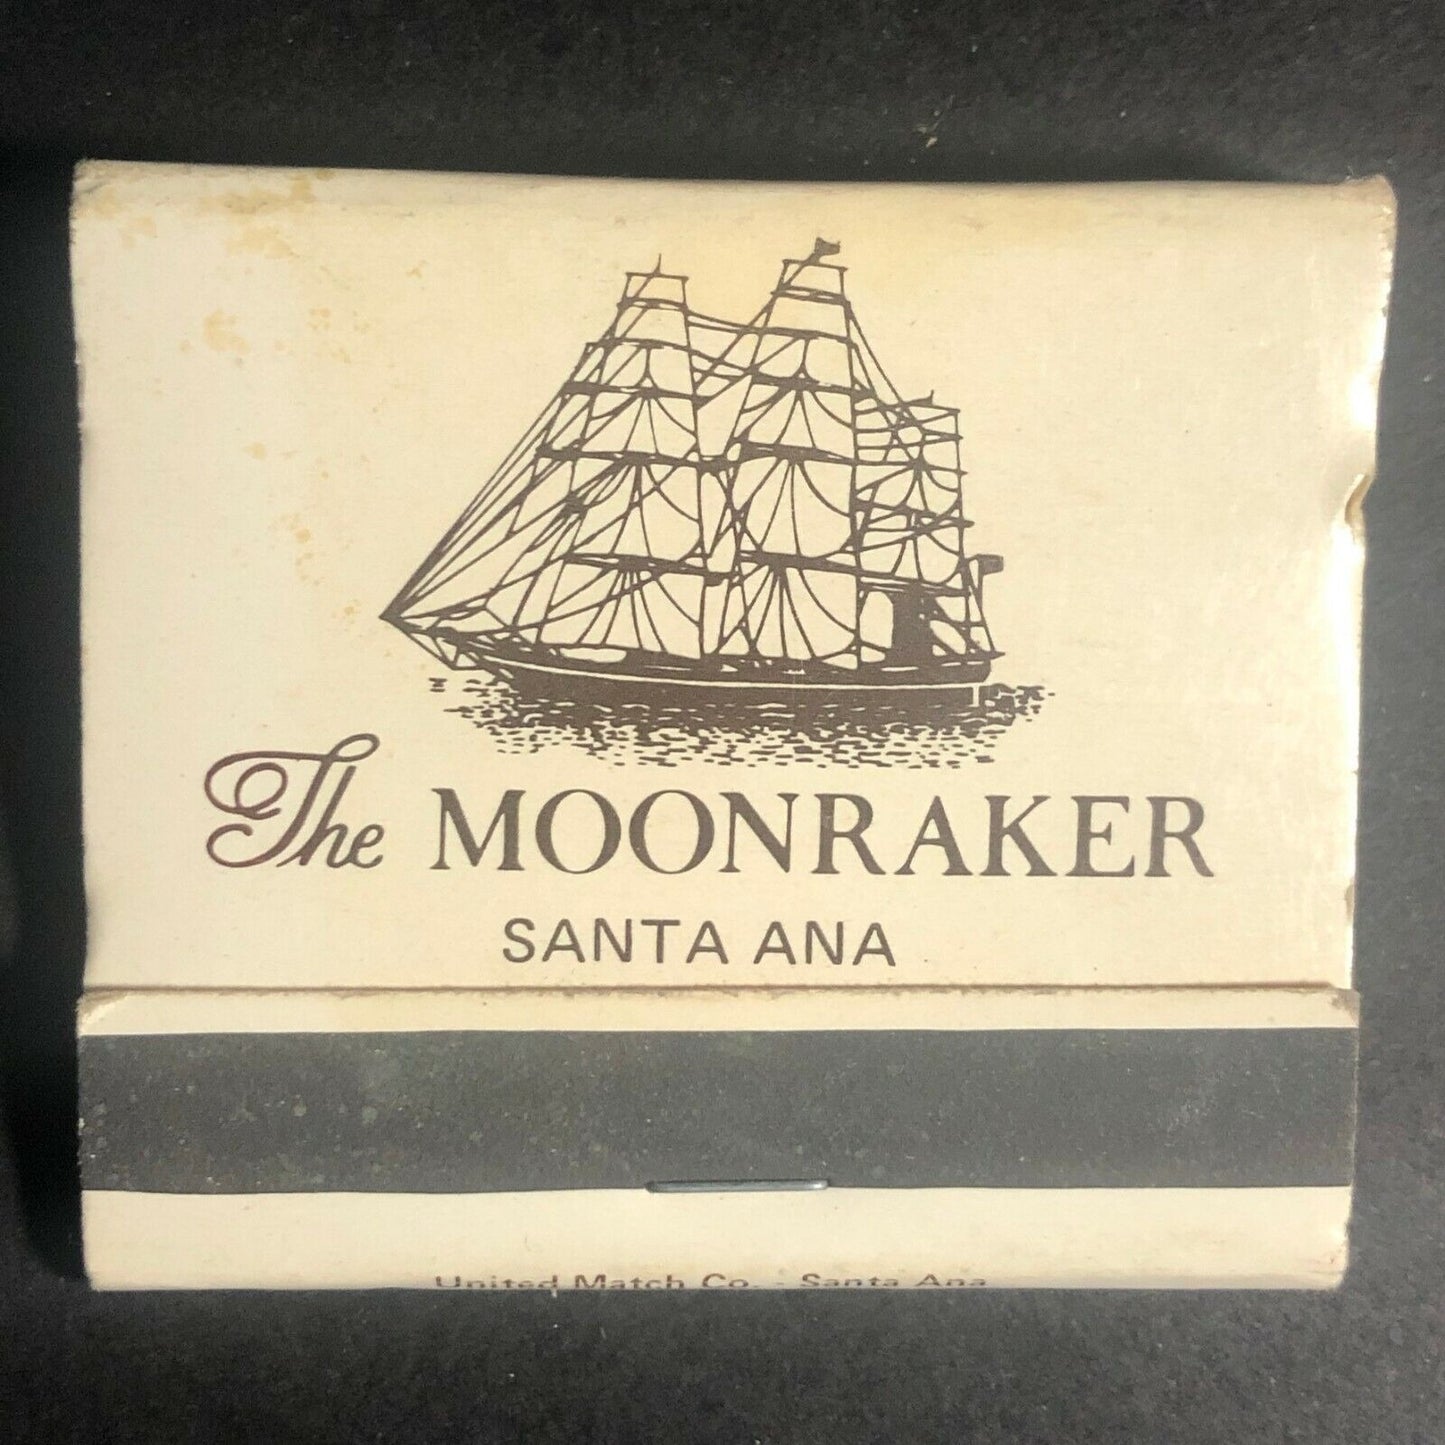 The MOONRAKER
SANTA ANA
United Match Co. - Santa Ana